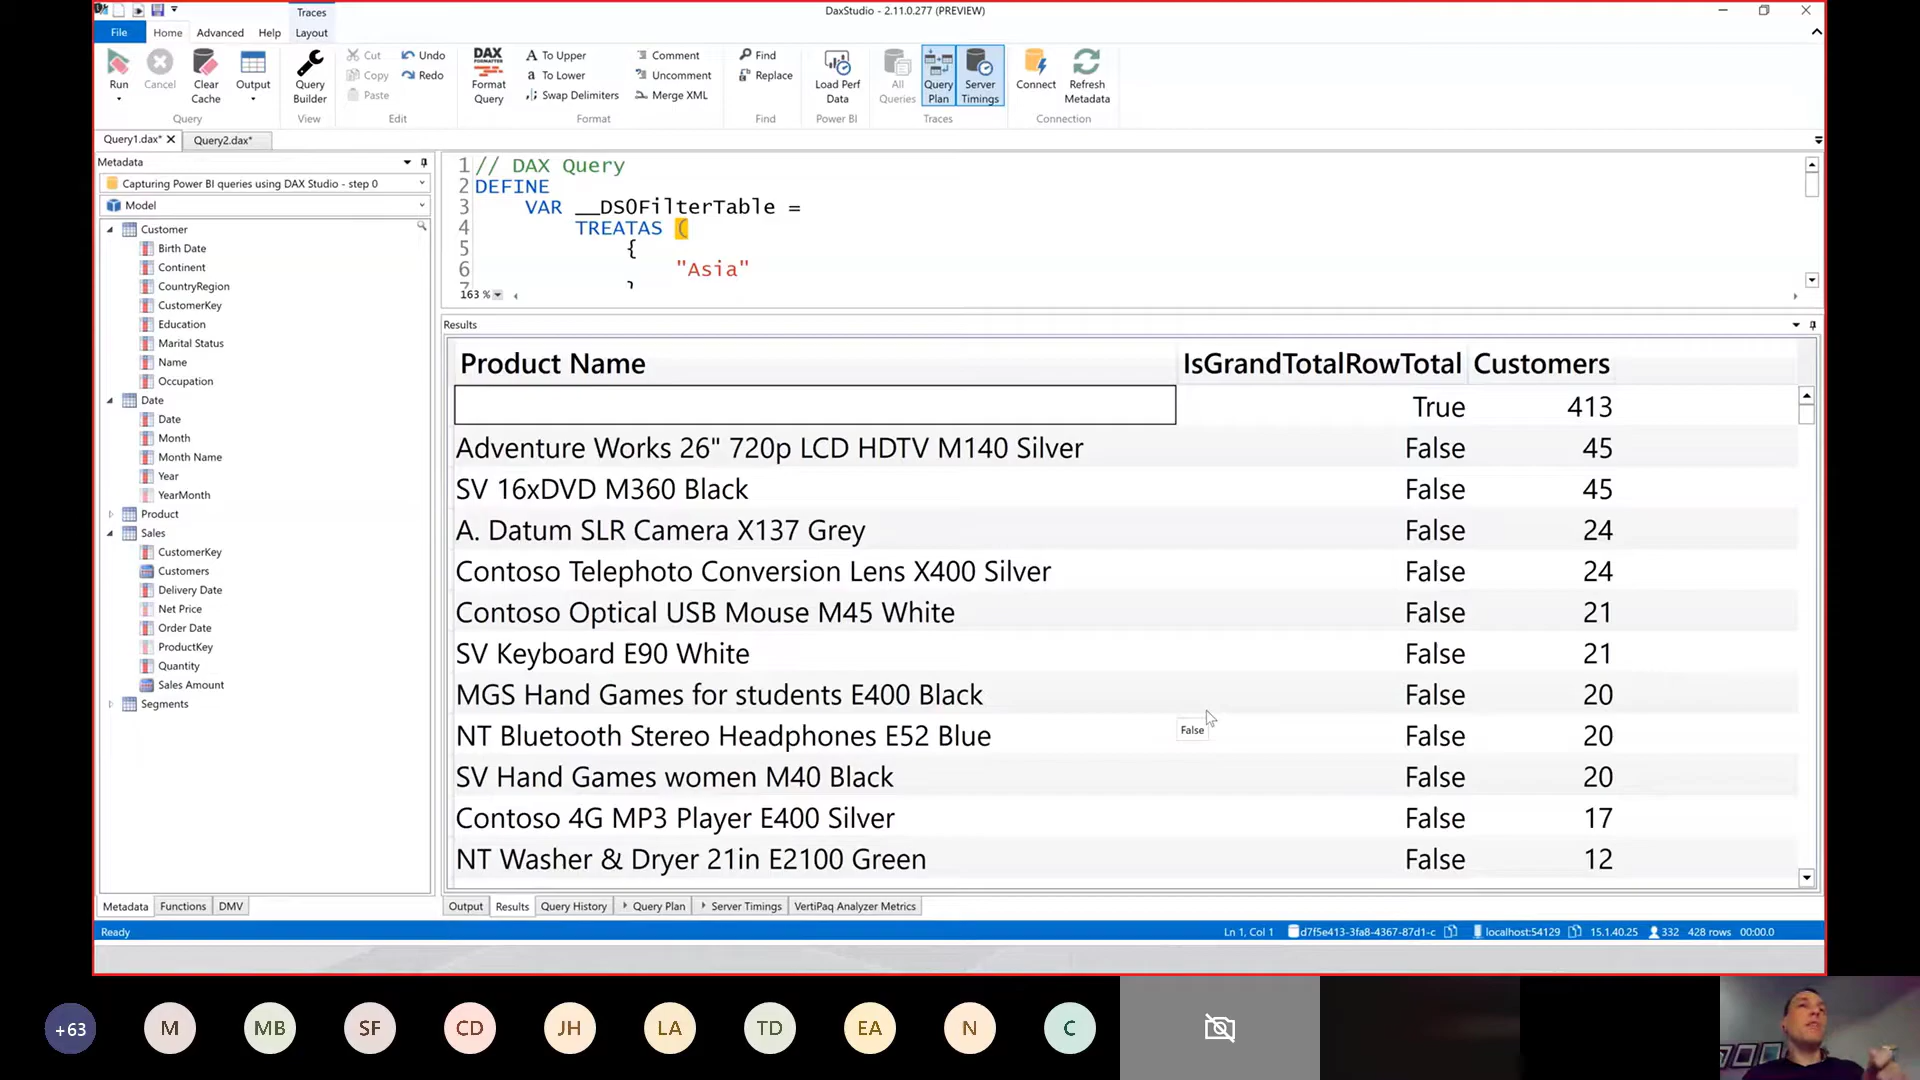 DaxStudio - 2.11.0.277 (PREVIEW)
Traces
File Home Advanced Help Layout
Run
Cancel
Clear Cache
Output
Query
Query Builder
View
Cut
Copy
Paste
Undo
Redo
Edit
DAX FORMATTER
Format Query
To Upper
To Lower
Swap Delimiters
Comment
Uncomment
Merge XML
Format
Find
Replace
Find
Load Perf Data
Power BI
All Queries
Query Plan
Server Timings
Traces
Connect
Refresh Metadata
Connection
Query1.dax*
Query2.dax*
Metadata
Capturing Power BI queries using DAX Studio - step 0
Model
Customer
Birth Date
Continent
CountryRegion
CustomerKey
Education
Marital Status
Name
Occupation
Date
Date
Month
Month Name
Year
YearMonth
Product
Sales
CustomerKey
Customers
Delivery Date
Net Price
Order Date
ProductKey
Quantity
Sales Amount
Segments
Metadata Functions DMV
1 // DAX Query
2 DEFINE
3 VAR __DS0FilterTable =
4 TREATAS (
5 {
6 "Asia"
7 }
163 %
Results
Product Name IsGrandTotalRowTotal Customers
True 413
Adventure Works 26" 720p LCD HDTV M140 Silver False 45
SV 16xDVD M360 Black False 45
A. Datum SLR Camera X137 Grey False 24
Contoso Telephoto Conversion Lens X400 Silver False 24
Contoso Optical USB Mouse M45 White False 21
SV Keyboard E90 White False 21
MGS Hand Games for students E400 Black False 20
NT Bluetooth Stereo Headphones E52 Blue False 20
False
SV Hand Games women M40 Black False 20
Contoso 4G MP3 Player E400 Silver False 17
NT Washer & Dryer 21in E2100 Green False 12
Output Results Query History Query Plan Server Timings VertiPaq Analyzer Metrics
Ready Ln 1, Col 1 d7f5e413-3fa8-4367-87d1-c localhost:54129 15.1.40.25 332 428 rows 00:00.0
+63 M MB SF CD JH LA TD EA N C